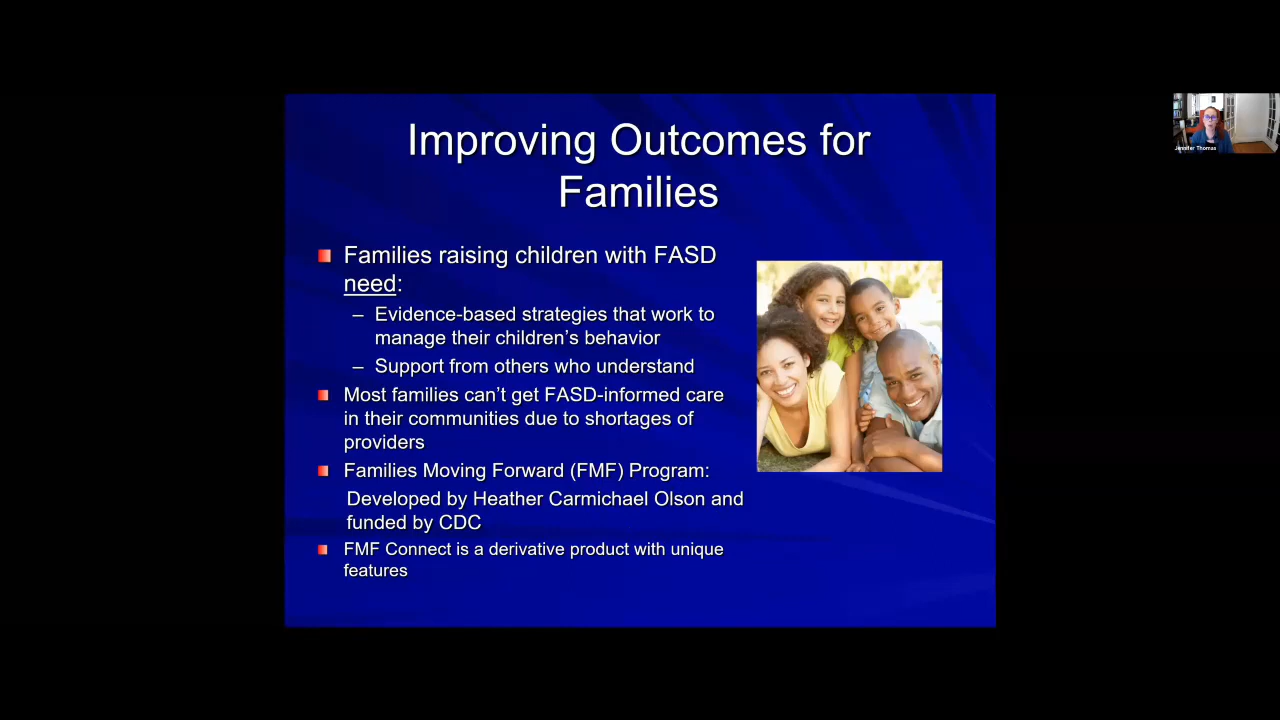 Improving Outcomes for
Families
Families raising children with FASD
need:
– Evidence-based strategies that work to
manage their children’s behavior
– Support from others who understand
Most families can’t get FASD-informed care
in their communities due to shortages of
providers
Families Moving Forward (FMF) Program:
Developed by Heather Carmichael Olson and
funded by CDC
FMF Connect is a derivative product with unique
features
Jennifer Thomas